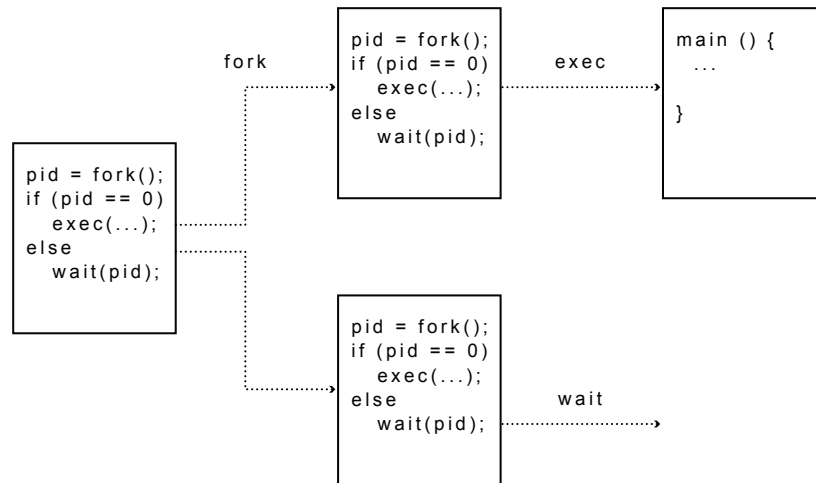 pid = fork();
if (pid == 0)
exec(...);
else
wait(pid);
fork
pid = fork();
if (pid == 0)
exec(...);
else
wait(pid);
exec
main () {
...
}
pid = fork();
if (pid == 0)
exec(...);
else
wait(pid);
wait